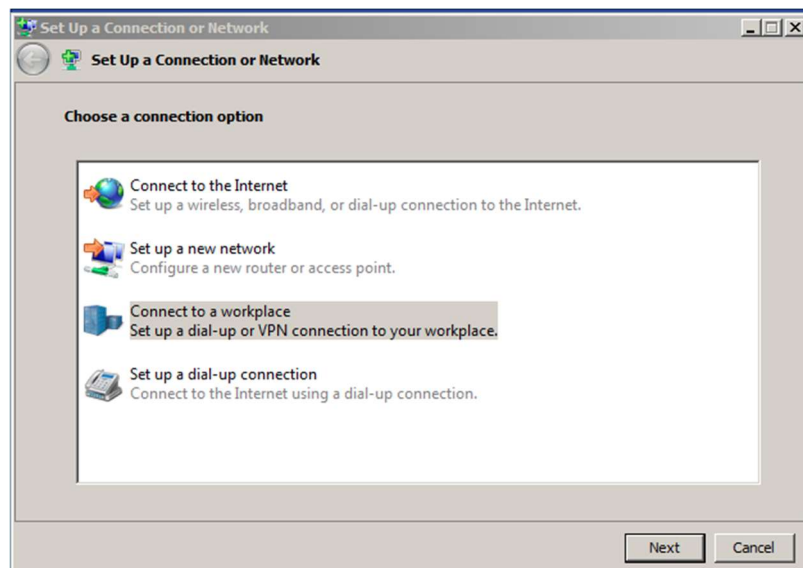 Set Up a Connection or Network
Set Up a Connection or Network
Choose a connection option
Connect to the Internet
Set up a wireless, broadband, or dial-up connection to the Internet.
Set up a new network
Configure a new router or access point.
Connect to a workplace
Set up a dial-up or VPN connection to your workplace.
Set up a dial-up connection
Connect to the Internet using a dial-up connection.
Next Cancel